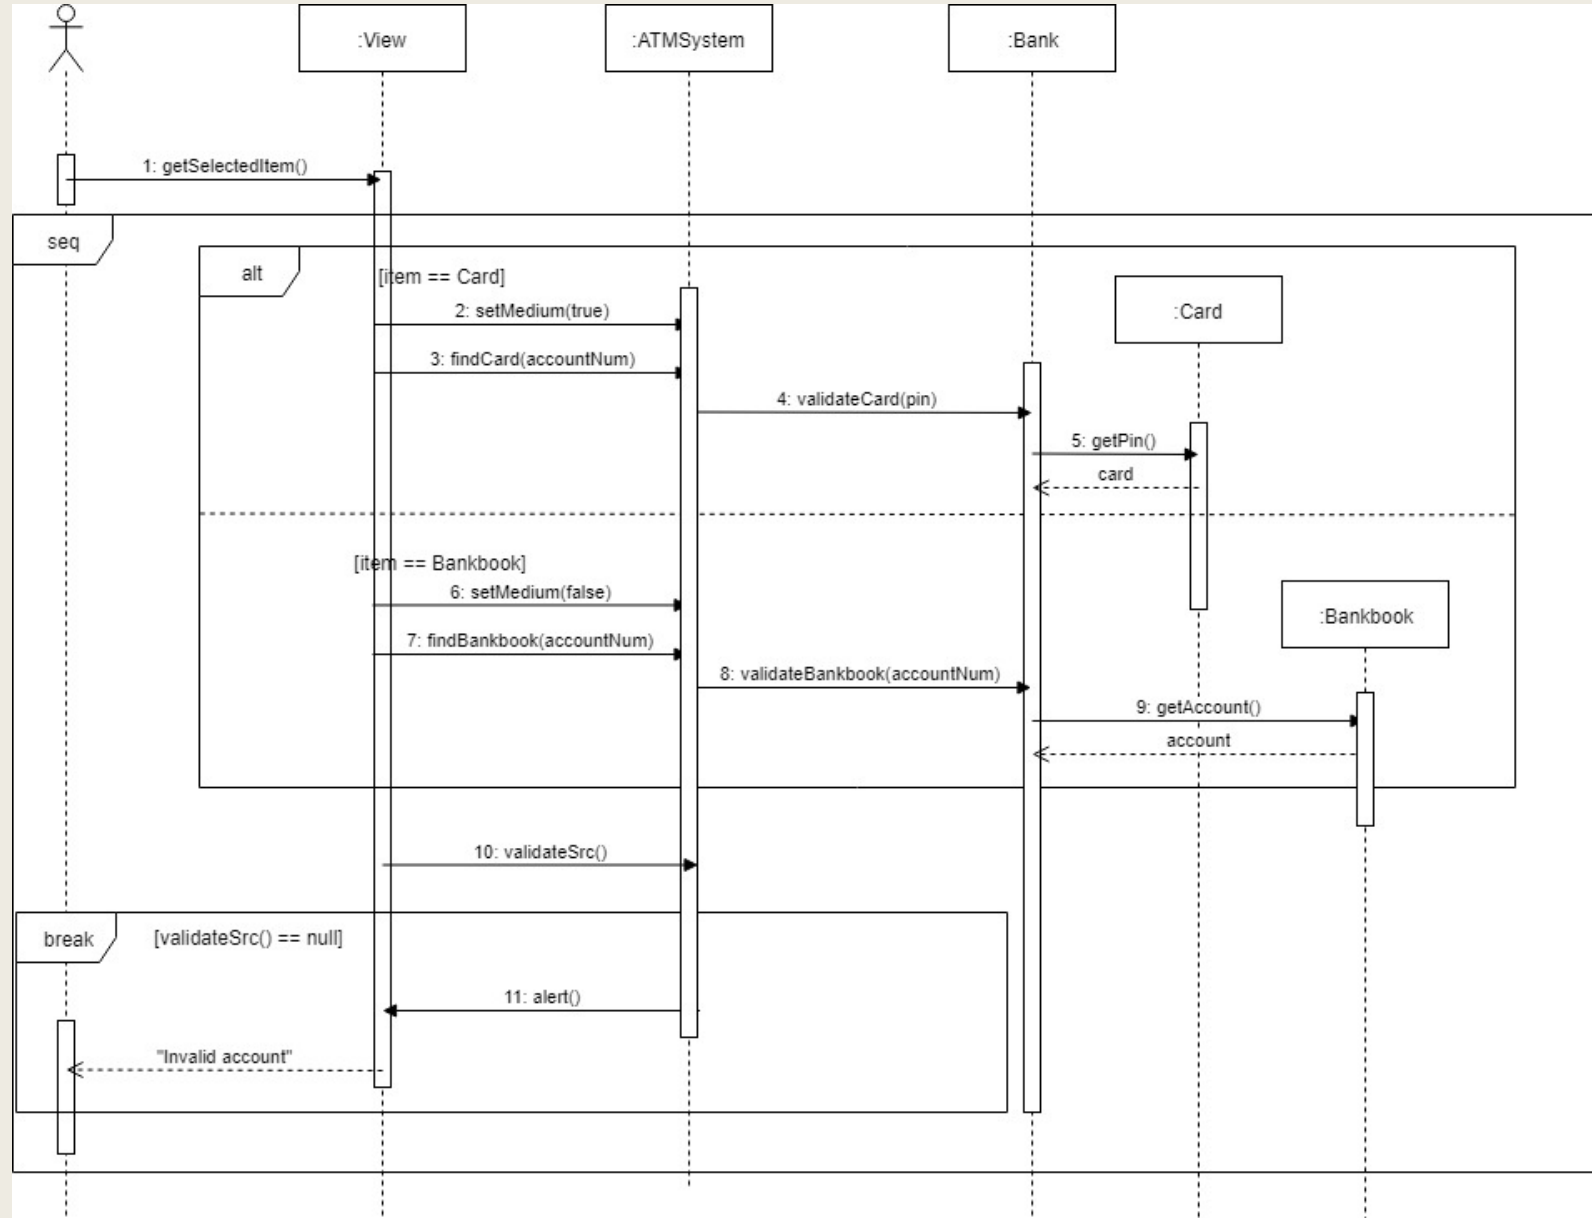 :View
:ATMSystem
:Bank
1: getSelectedItem()
seq
alt
[item == Card]
2: setMedium(true)
:Card
3: findCard(accountNum)
4: validateCard(pin)
5: getPin()
card
[item == Bankbook]
6: setMedium(false)
:Bankbook
7: findBankbook(accountNum)
8: validateBankbook(accountNum)
9: getAccount()
account
10: validateSrc()
break
[validateSrc() == null]
11: alert()
"Invalid account"